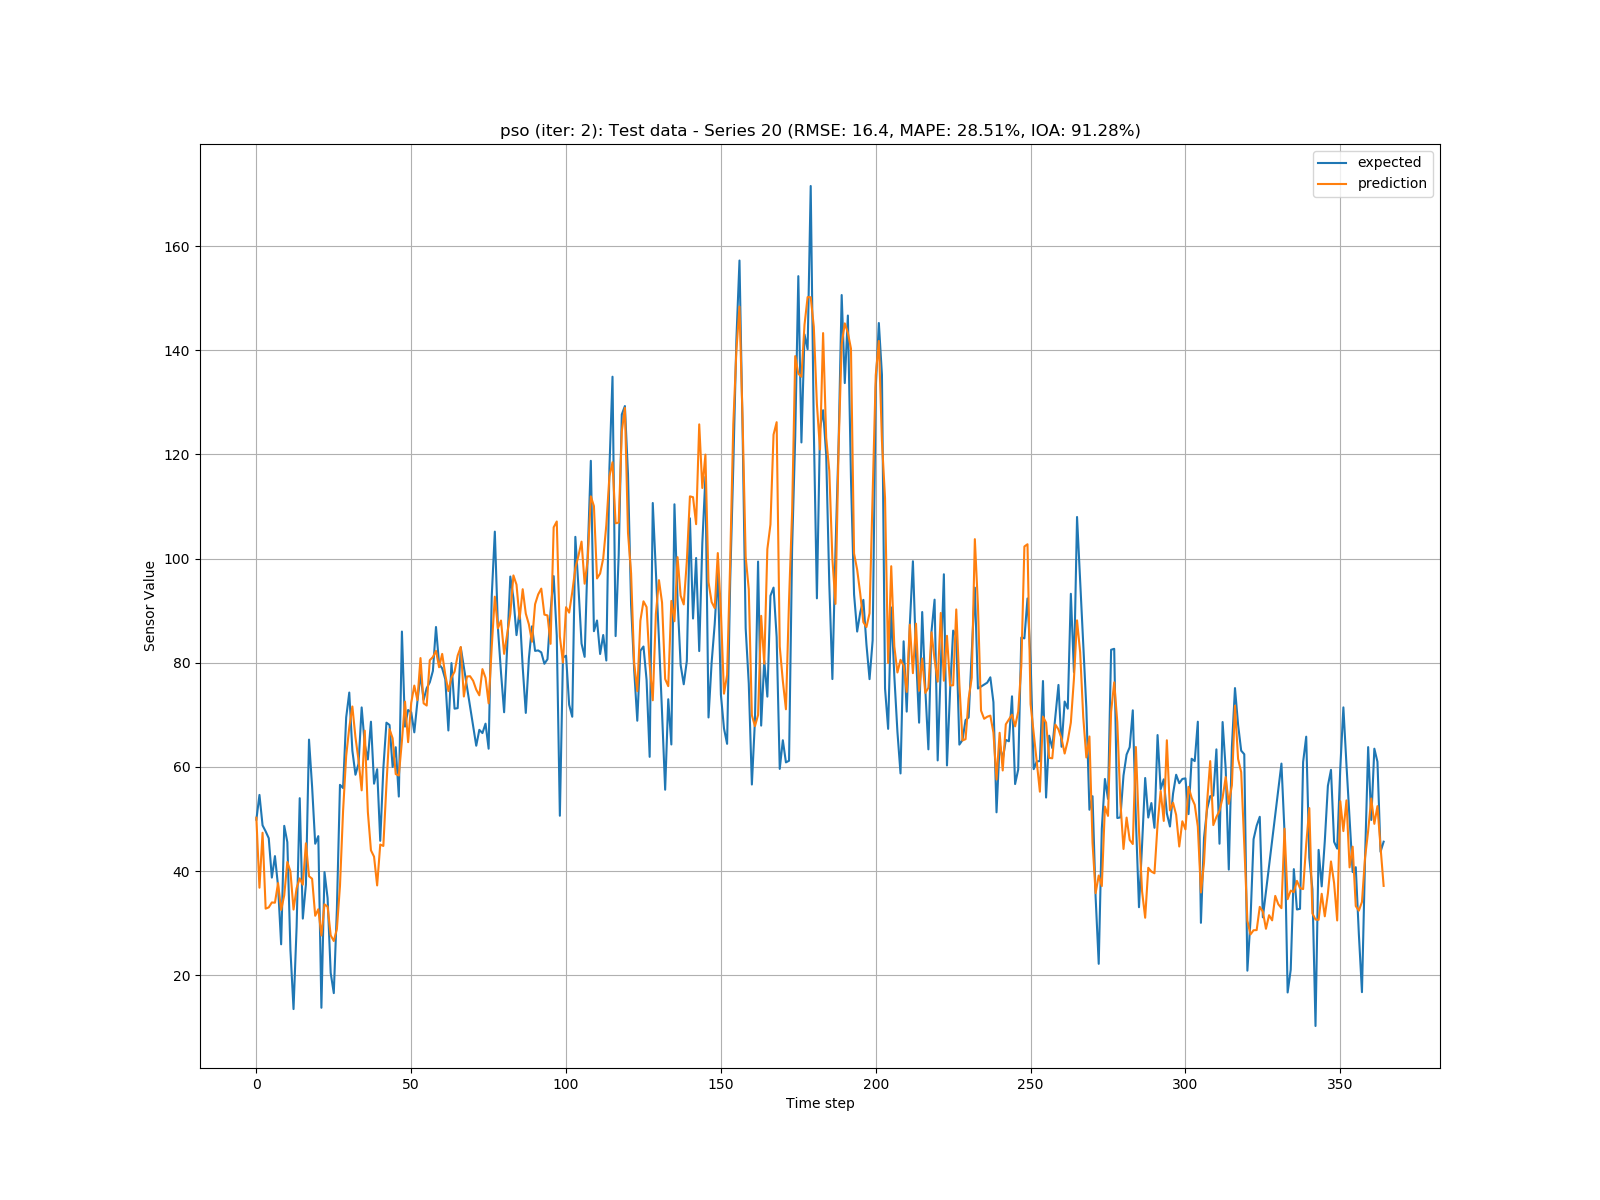 pso (iter: 2): Test data - Series 20 (RMSE: 16.4, MAPE: 28.51%, IOA: 91.28%)
expected
prediction
160
140
120
100
80
60
40
20
Sensor Value
0 50 100 150 200 250 300 350
Time step